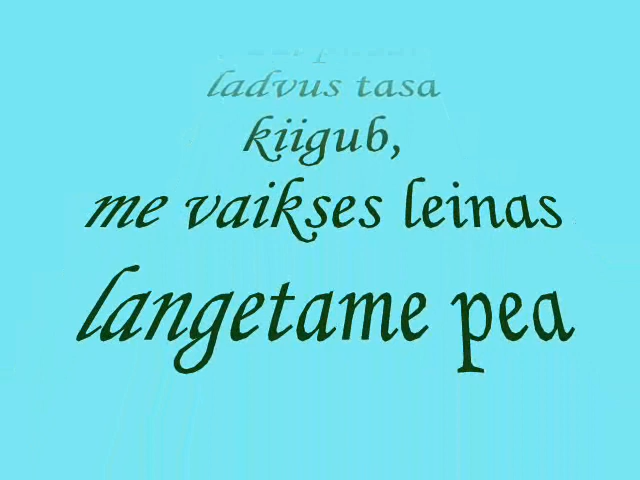 ladvus tasa
kiigub,
me vaikses leinas
langetame pea